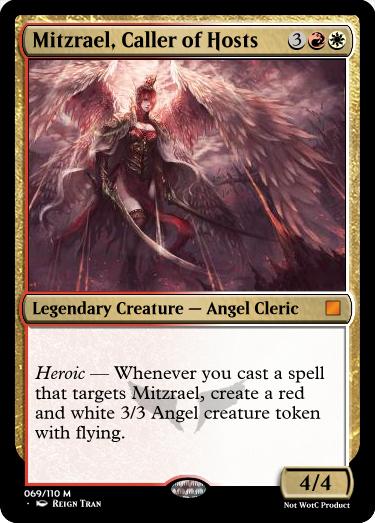 Mitzrael, Caller of Hosts 3
Legendary Creature — Angel Cleric
Heroic — Whenever you cast a spell
that targets Mitzrael, create a red
and white 3/3 Angel creature token
with flying.
4/4
069/110 M
· Reign Tran
Not WotC Product